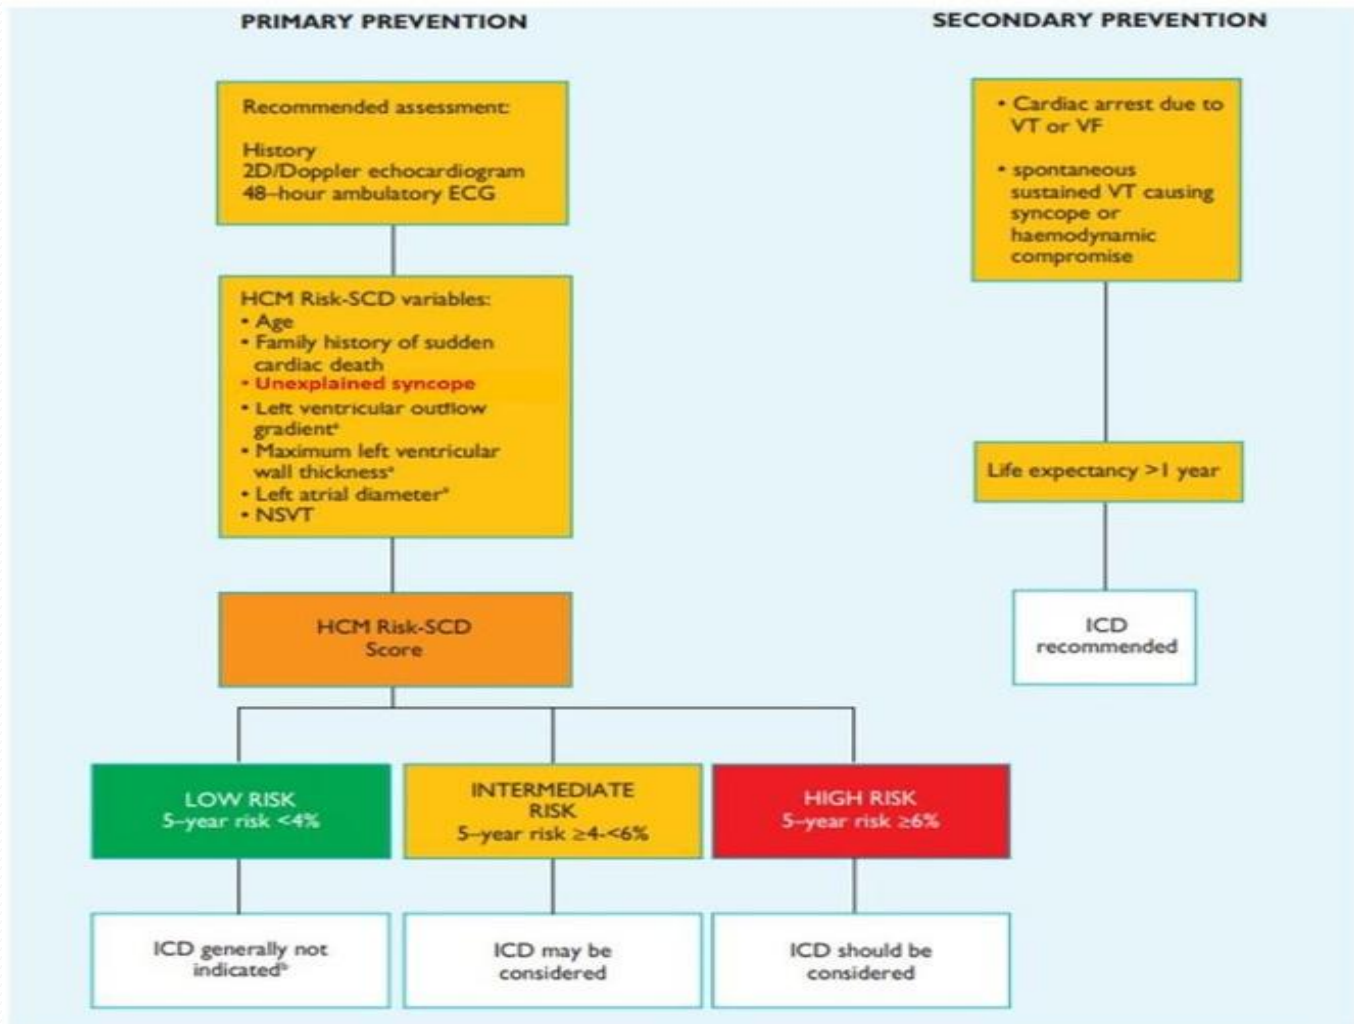 PRIMARY PREVENTION
SECONDARY PREVENTION
Recommended assessment:
History
2D/Doppler echocardiogram
48–hour ambulatory ECG
• Cardiac arrest due to
VT or VF
• spontaneous
sustained VT causing
syncope or
haemodynamic
compromise
HCM Risk-SCD variables:
• Age
• Family history of sudden
cardiac death
• Unexplained syncope
• Left ventricular outflow
gradientᵃ
• Maximum left ventricular
wall thicknessᵃ
• Left atrial diameterᵃ
• NSVT
Life expectancy >1 year
HCM Risk-SCD
Score
ICD
recommended
LOW RISK
5–year risk <4%
INTERMEDIATE
RISK
5–year risk ≥4-<6%
HIGH RISK
5–year risk ≥6%
ICD generally not
indicatedᵇ
ICD may be
considered
ICD should be
considered